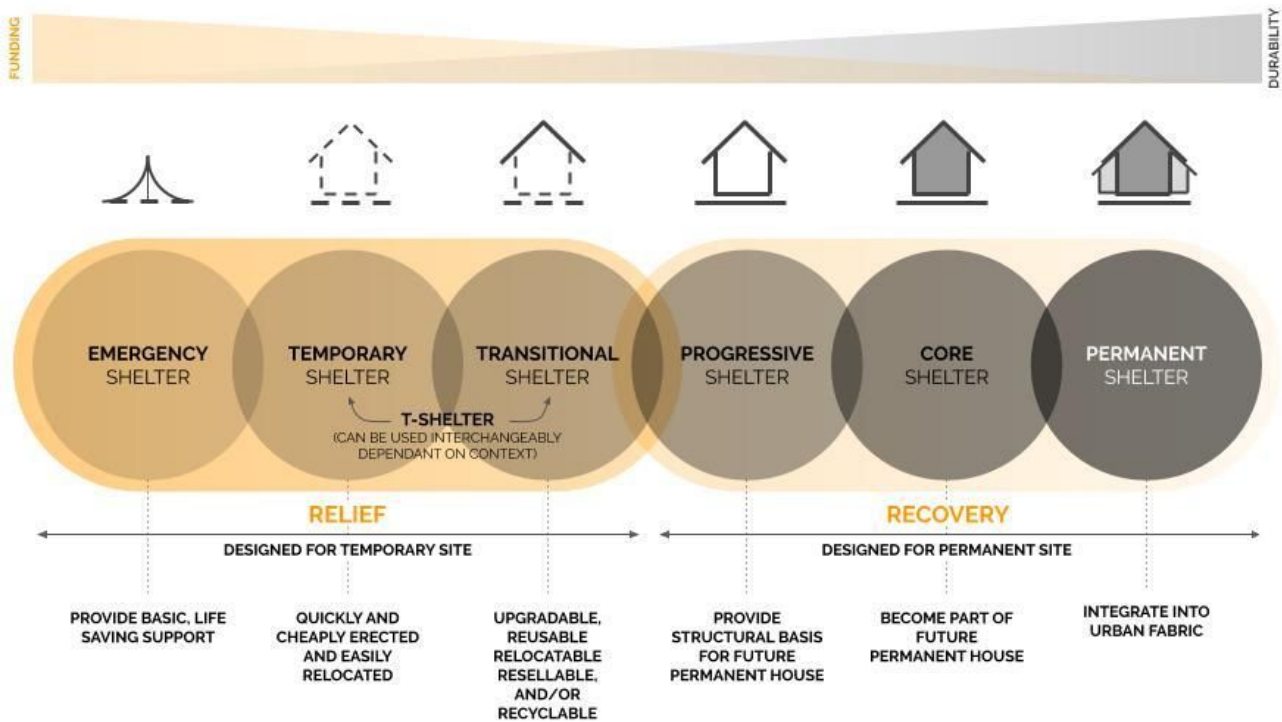 FUNDING
DURABILITY
EMERGENCY
SHELTER
TEMPORARY
SHELTER
TRANSITIONAL
SHELTER
PROGRESSIVE
SHELTER
CORE
SHELTER
PERMANENT
SHELTER
T-SHELTER
(CAN BE USED INTERCHANGEABLY
DEPENDANT ON CONTEXT)
RELIEF
DESIGNED FOR TEMPORARY SITE
RECOVERY
DESIGNED FOR PERMANENT SITE
PROVIDE BASIC, LIFE
SAVING SUPPORT
QUICKLY AND
CHEAPLY ERECTED
AND EASILY
RELOCATED
UPGRADABLE,
REUSABLE
RELOCATABLE
RESELLABLE,
AND/OR
RECYCLABLE
PROVIDE
STRUCTURAL BASIS
FOR FUTURE
PERMANENT HOUSE
BECOME PART OF
FUTURE
PERMANENT HOUSE
INTEGRATE INTO
URBAN FABRIC